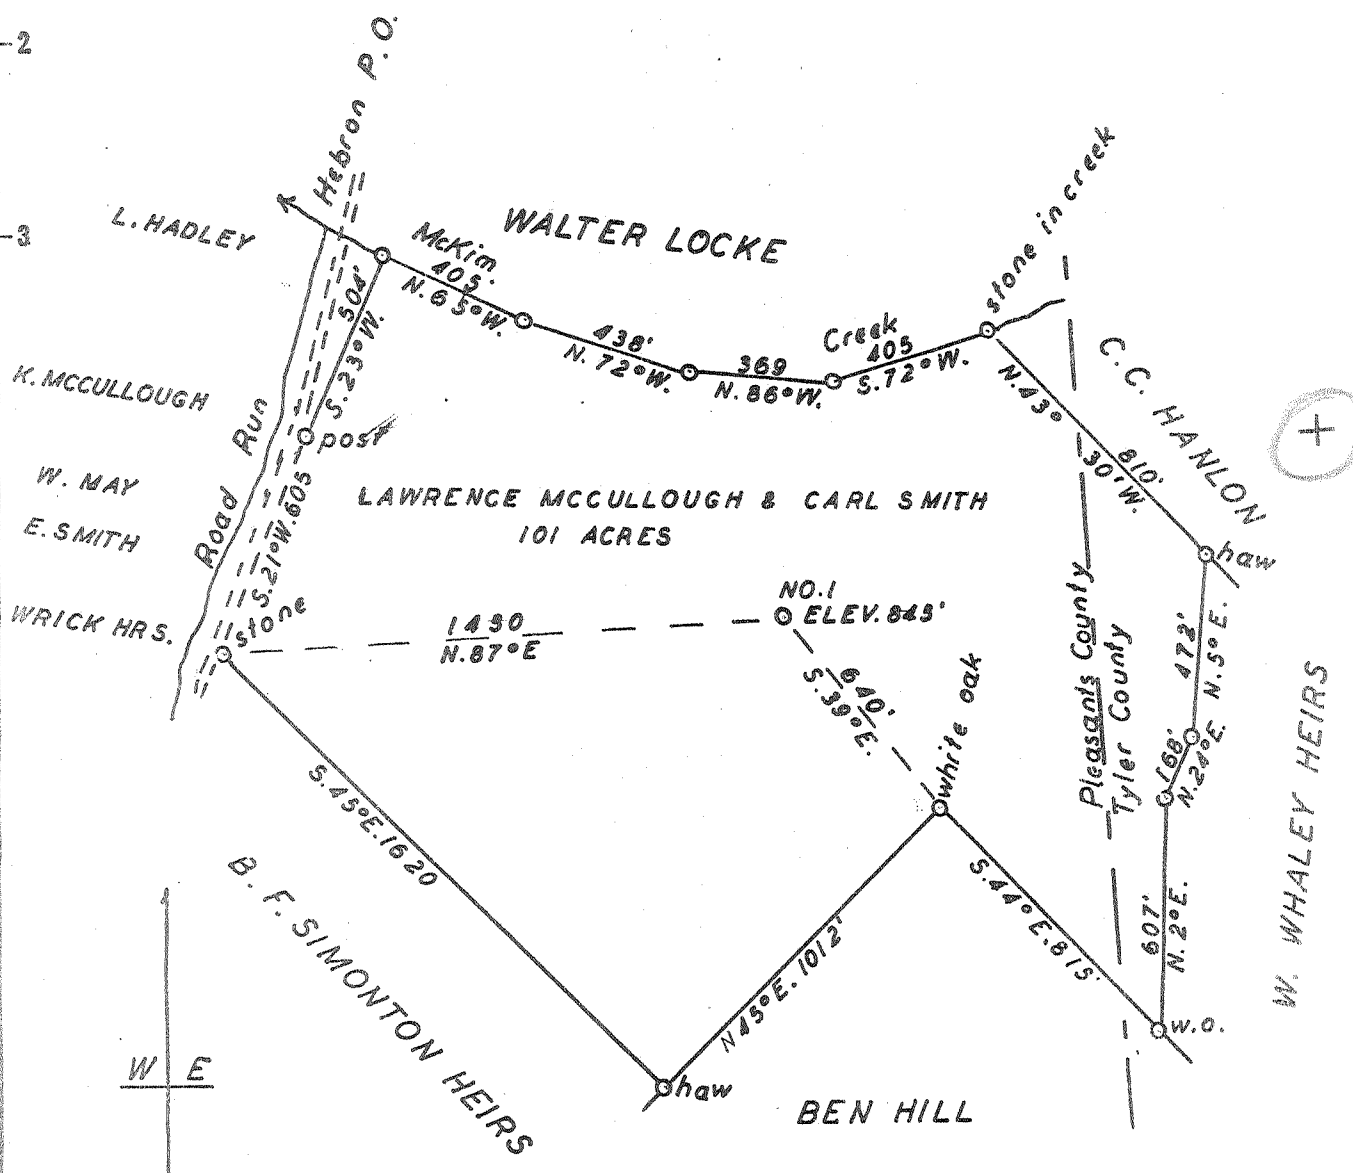 -2
Hebron P.O.
-3
L. HADLEY
McKim
WALTER LOCKE
stone in creek
405
N.65°W.
504'
S.23°W.
438'
N.72°W.
369
N.86°W.
Creek
405
S.72°W.
N.43°30'W.
810'
C.C. HANLON
+
K. MCCULLOUGH
Road Run
post
W. MAY
E. SMITH
WRICK HRS.
S.21°W.605
stone
LAWRENCE MCCULLOUGH & CARL SMITH
101 ACRES
haw
NO.1
ELEV. 845'
1430
N.87°E
640'
S.39°E.
white oak
Pleasants County
Tyler County
472'
N.5°E.
168'
N.24°E.
W. WHALEY HEIRS
607'
N.2°E.
S.45°E.1620
B.F. SIMONTON HEIRS
N45°E. 1012'
S.44°E.815'
w.o.
haw
BEN HILL
W E